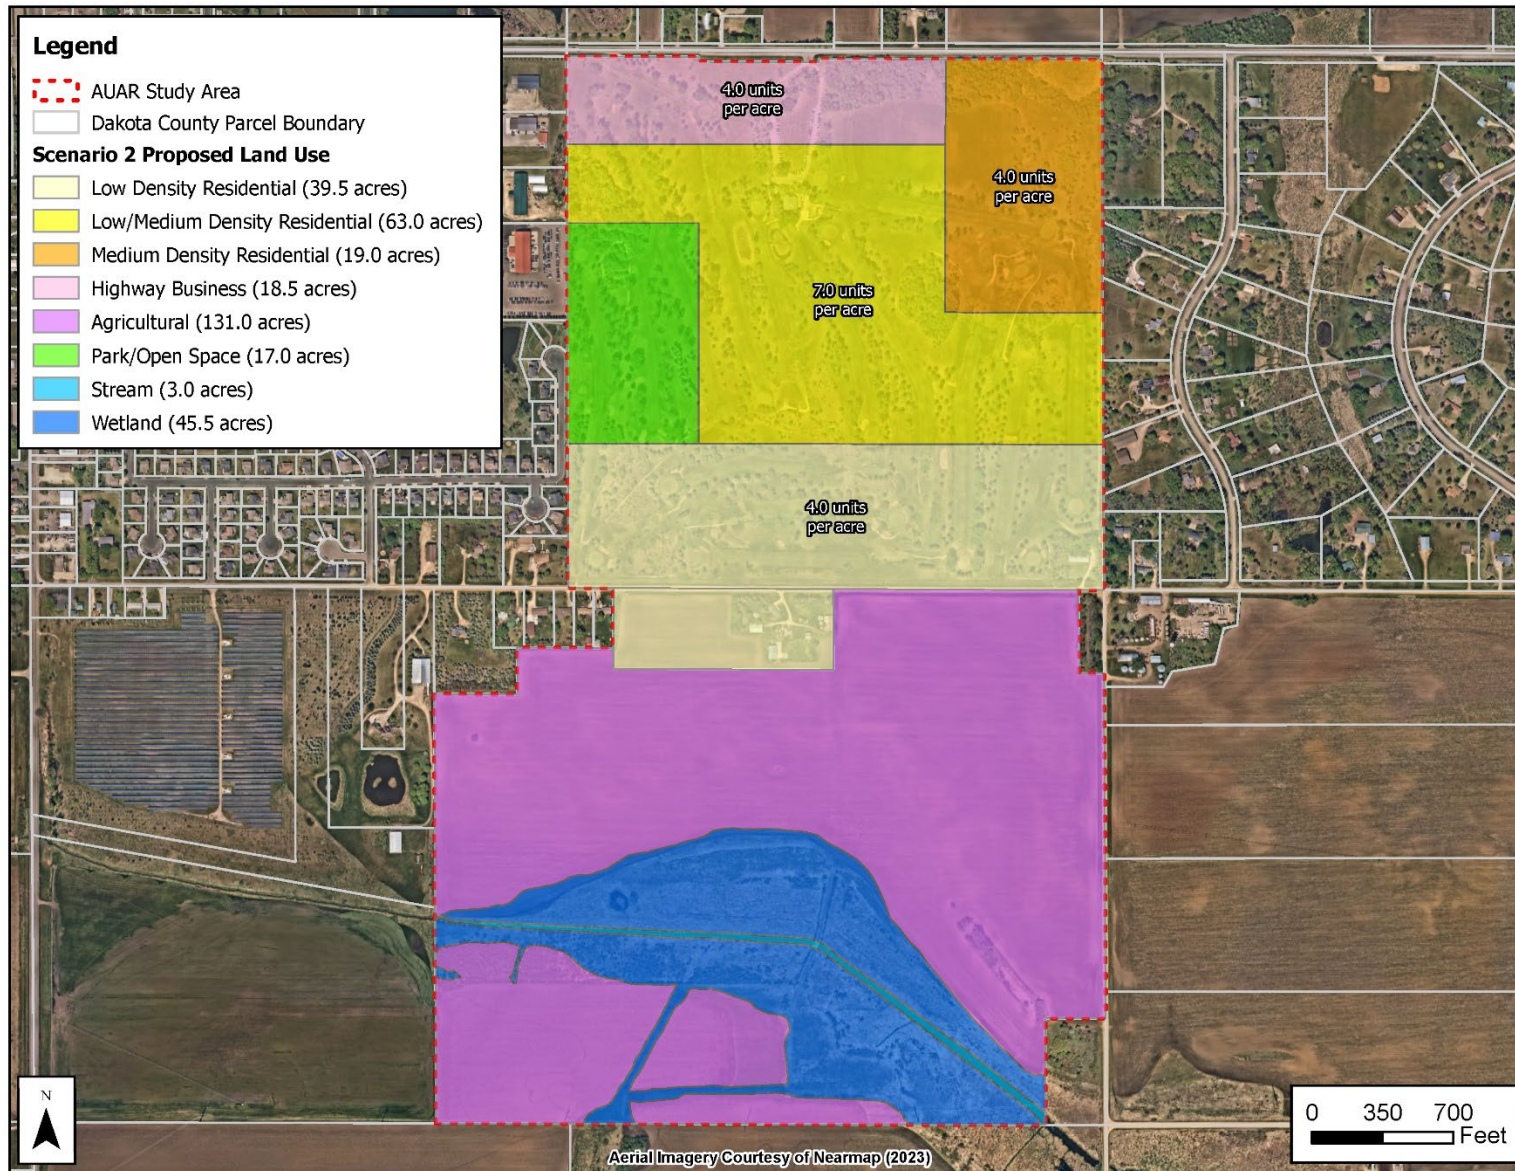 Legend
AUAR Study Area
Dakota County Parcel Boundary
Scenario 2 Proposed Land Use
Low Density Residential (39.5 acres)
Low/Medium Density Residential (63.0 acres)
Medium Density Residential (19.0 acres)
Highway Business (18.5 acres)
Agricultural (131.0 acres)
Park/Open Space (17.0 acres)
Stream (3.0 acres)
Wetland (45.5 acres)
4.0 units
per acre
4.0 units
per acre
7.0 units
per acre
4.0 units
per acre
N
0 350 700
Feet
Aerial Imagery Courtesy of Nearmap (2023)